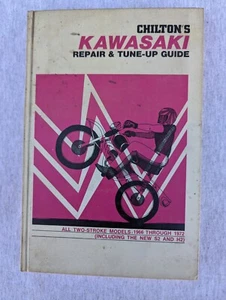 CHILTON'S
KAWASAKI
REPAIR & TUNE-UP GUIDE
ALL TWO-STROKE MODELS, 1966 THROUGH 1972
(INCLUDING THE NEW S2 AND H2)